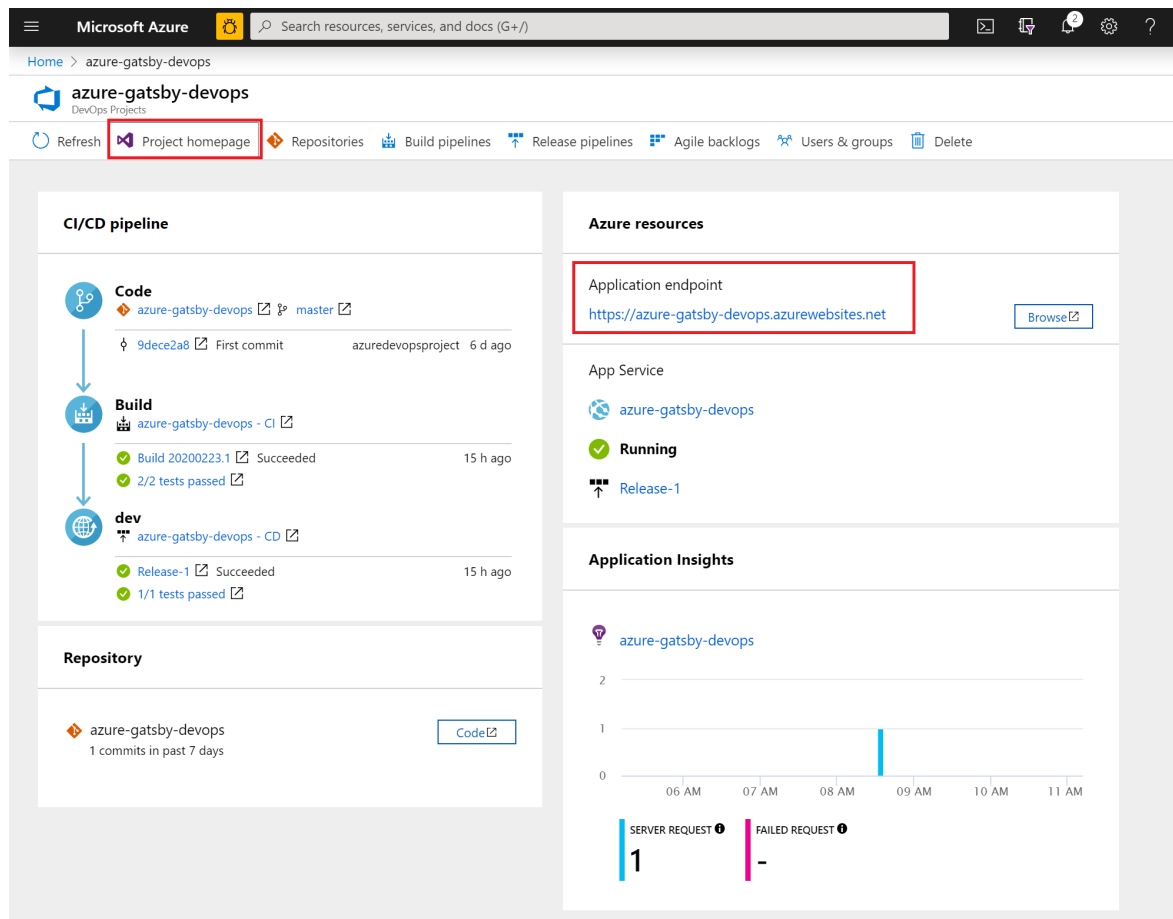 Microsoft Azure
Search resources, services, and docs (G+/)
2
Home > azure-gatsby-devops
azure-gatsby-devops
DevOps Projects
Refresh Project homepage Repositories Build pipelines Release pipelines Agile backlogs Users & groups Delete
CI/CD pipeline
Code
azure-gatsby-devops master
9dece2a8 First commit azuredevopsproject 6 d ago
Build
azure-gatsby-devops - CI
Build 20200223.1 Succeeded 15 h ago
2/2 tests passed
dev
azure-gatsby-devops - CD
Release-1 Succeeded 15 h ago
1/1 tests passed
Repository
azure-gatsby-devops
1 commits in past 7 days
Code
Azure resources
Application endpoint
https://azure-gatsby-devops.azurewebsites.net
Browse
App Service
azure-gatsby-devops
Running
Release-1
Application Insights
azure-gatsby-devops
2
1
0
06 AM 07 AM 08 AM 09 AM 10 AM 11 AM
SERVER REQUEST FAILED REQUEST
1 -